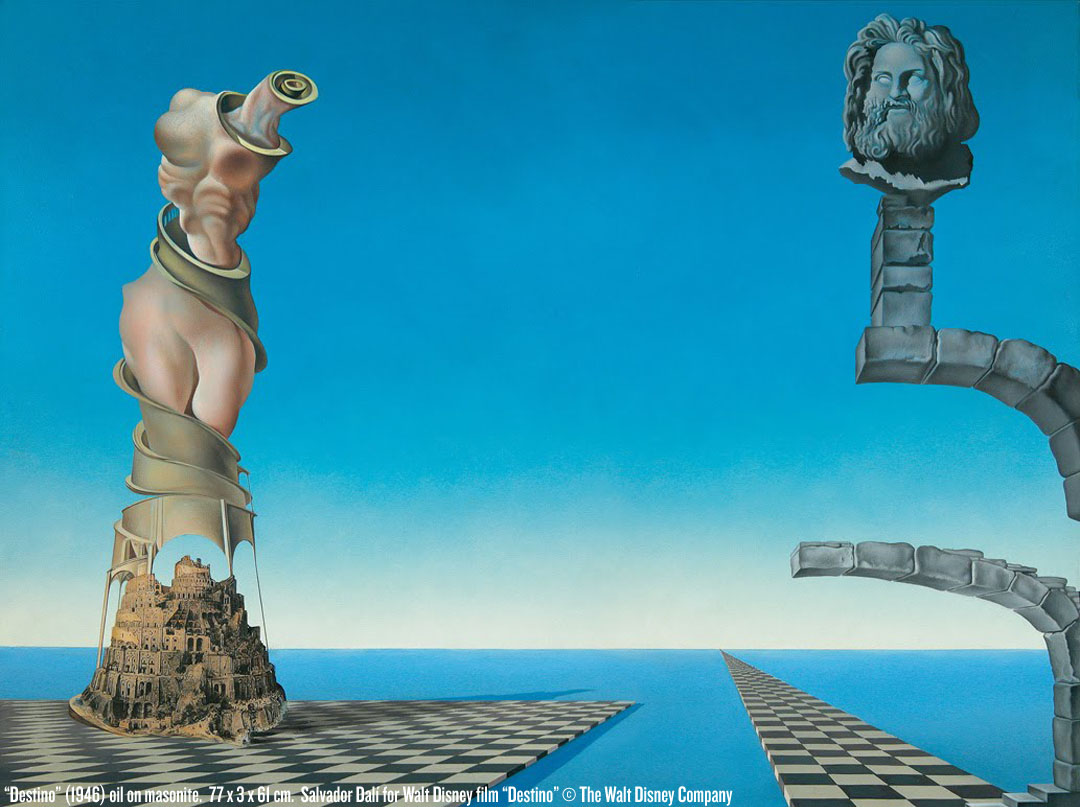 “Destino” (1946) oil on masonite. 77 x 3 x 61 cm. Salvador Dalí for Walt Disney film “Destino” © The Walt Disney Company